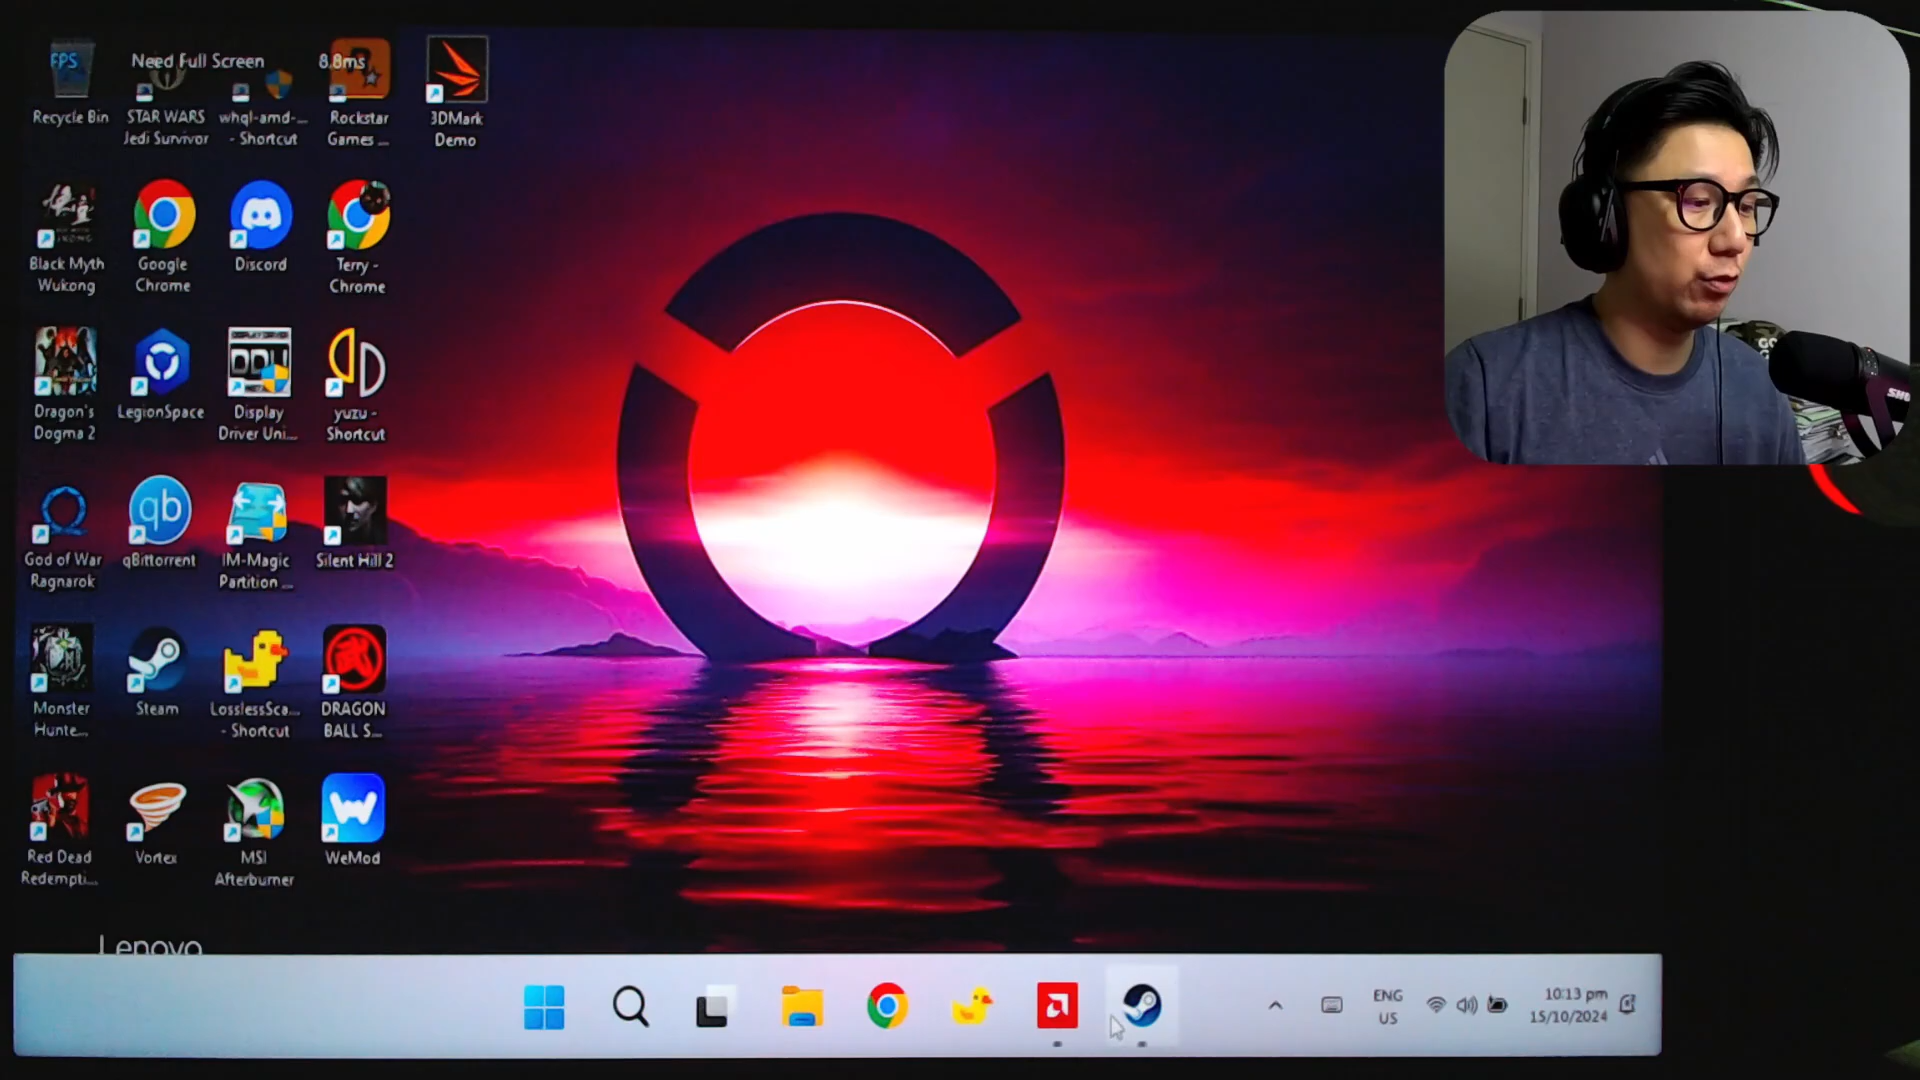 FPS
Need Full Screen
8.8ms
Recycle Bin
STAR WARS
Jedi Survivor
whql-amd-...
- Shortcut
Rockstar
Games ...
3DMark
Demo
Black Myth
Wukong
Google
Chrome
Discord
Terry -
Chrome
Dragon's
Dogma 2
LegionSpace
DDU
Display
Driver Uni...
yuzu -
Shortcut
God of War
Ragnarok
qb
qBittorrent
IM-Magic
Partition ...
Silent Hill 2
Monster
Hunte...
Steam
LosslessSca...
- Shortcut
DRAGON
BALL S...
Red Dead
Redempti...
Vortex
MSI
Afterburner
WeMod
Lenovo
ENG
US
10:13 pm
15/10/2024